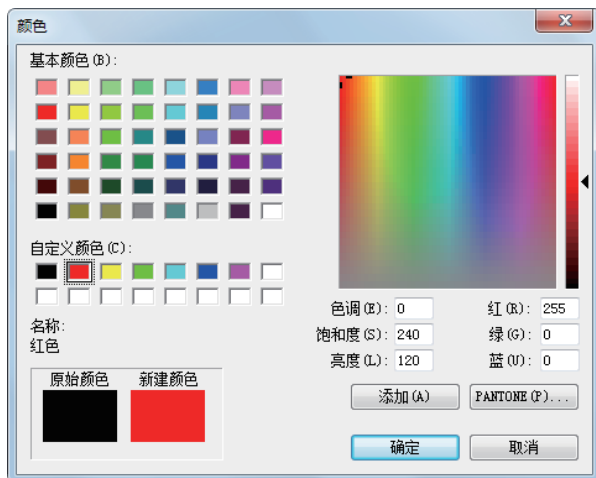 颜色
基本颜色(B):
自定义颜色(C):
名称:
红色
原始颜色 新建颜色
色调(E): 0 红(R): 255
饱和度(S): 240 绿(G): 0
亮度(L): 120 蓝(U): 0
添加(A) PANTONE(P)...
确定 取消